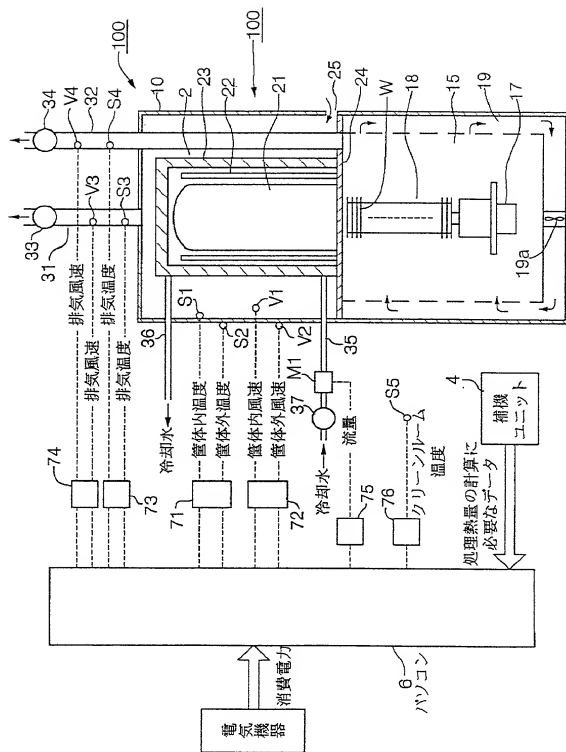 100
100
34
V4
32
S4
10
2
23
22
21
25
24
W
18
15
19
17
19a
33
V3
S3
31
排気風速
排気温度
排気風速
排気温度
74
73
36
冷却水
S1
S2
V1
V2
筐体内温度
筐体外温度
筐体内風速
筐体外風速
71
72
35
M1
37
冷却水
流量
75
S5
クリーンルーム
温度
76
4
補機
ユニット
処理熱量の計算に
必要なデータ
6
パソコン
消費電力
電気
機器